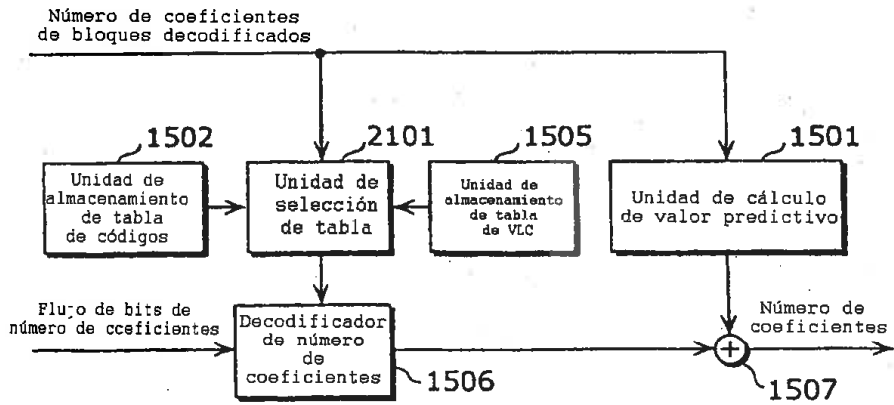 Número de coeficientes
de bloques decodificados
1502
2101
1505
1501
Unidad de
almacenamiento
de tabla
de códigos
Unidad de
selección
de tabla
Unidad de
almacenamiento
de tabla
de VLC
Unidad de cálculo
de valor predictivo
Flujo de bits de
número de coeficientes
Decodificador
de número
de
coeficientes
1506
Número de
coeficientes
+
1507